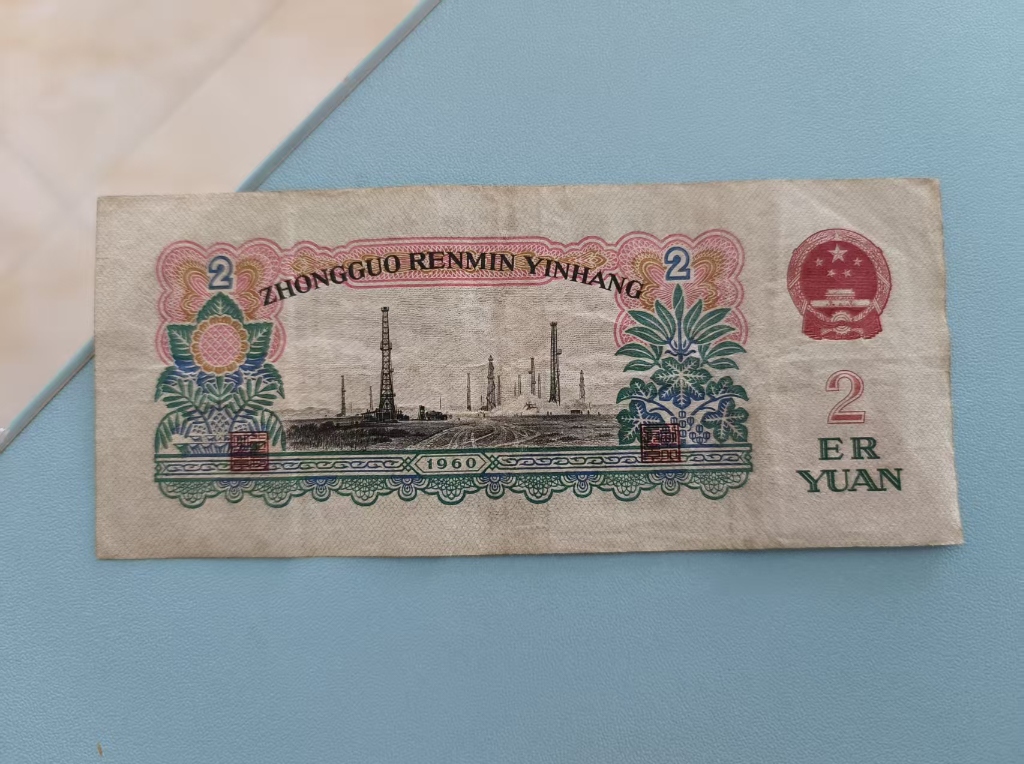 2
ZHONGGUO RENMIN YINHANG
2
1960
2
ER
YUAN